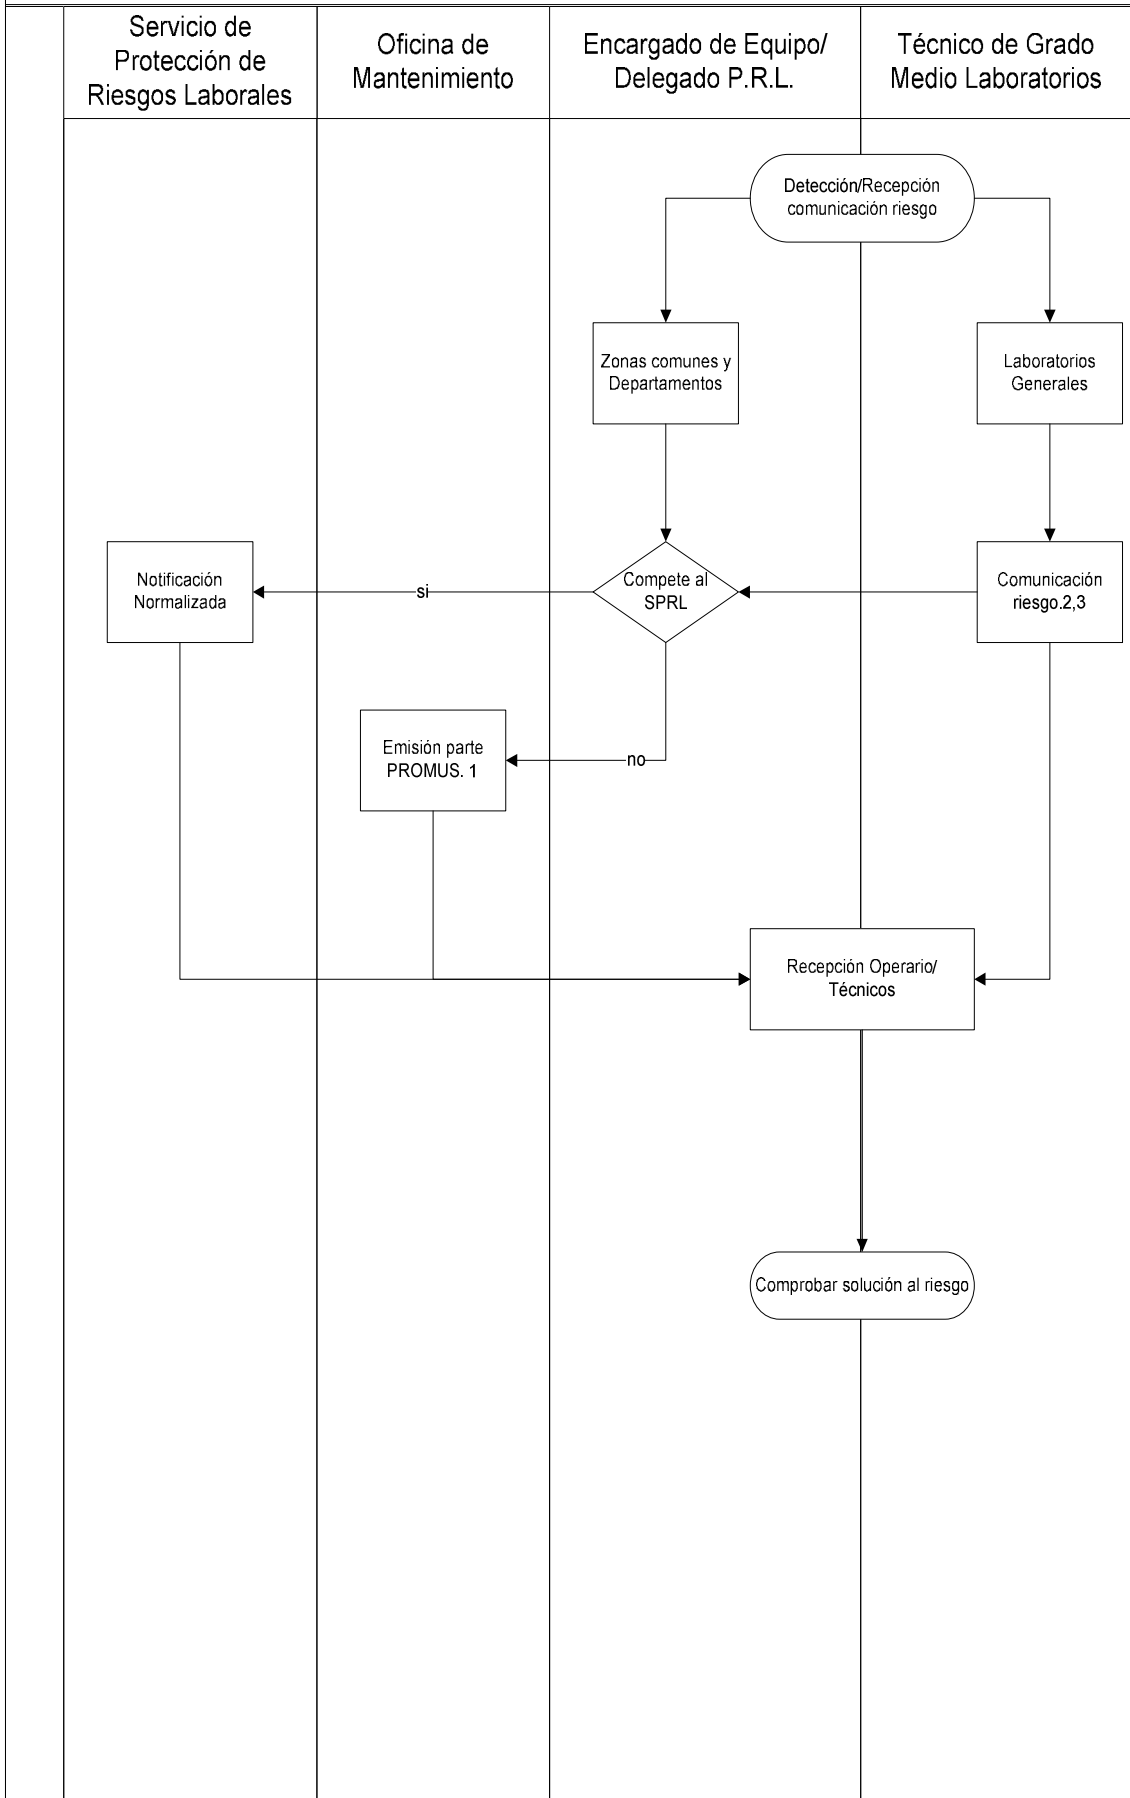 Servicio de
Protección de
Riesgos Laborales
Oficina de
Mantenimiento
Encargado de Equipo/
Delegado P.R.L.
Técnico de Grado
Medio Laboratorios
Detección/Recepción
comunicación riesgo
Zonas comunes y
Departamentos
Laboratorios
Generales
Notificación
Normalizada
si
Compete al
SPRL
Comunicación
riesgo.2,3
Emisión parte
PROMUS. 1
no
Recepción Operario/
Técnicos
Comprobar solución al riesgo